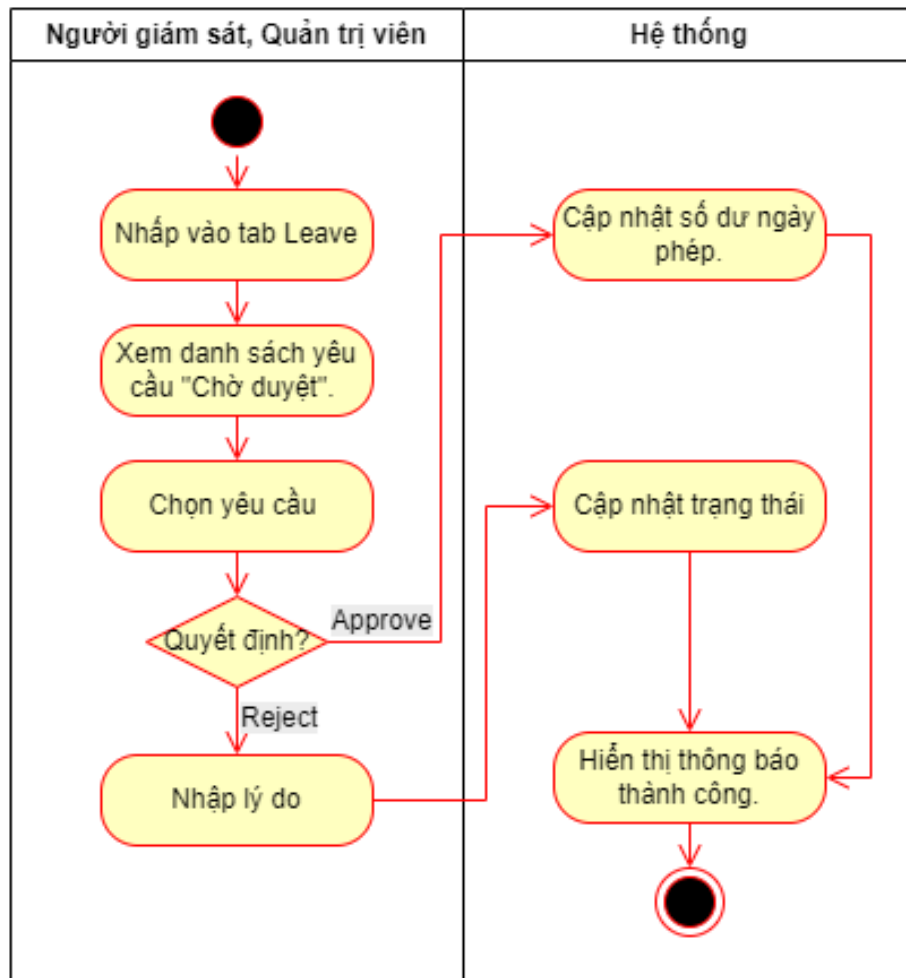 Người giám sát, Quản trị viên
Hệ thống
Nhấp vào tab Leave
Cập nhật số dư ngày
phép.
Xem danh sách yêu
cầu "Chờ duyệt".
Chọn yêu cầu
Cập nhật trạng thái
Quyết định?
Approve
Reject
Nhập lý do
Hiển thị thông báo
thành công.